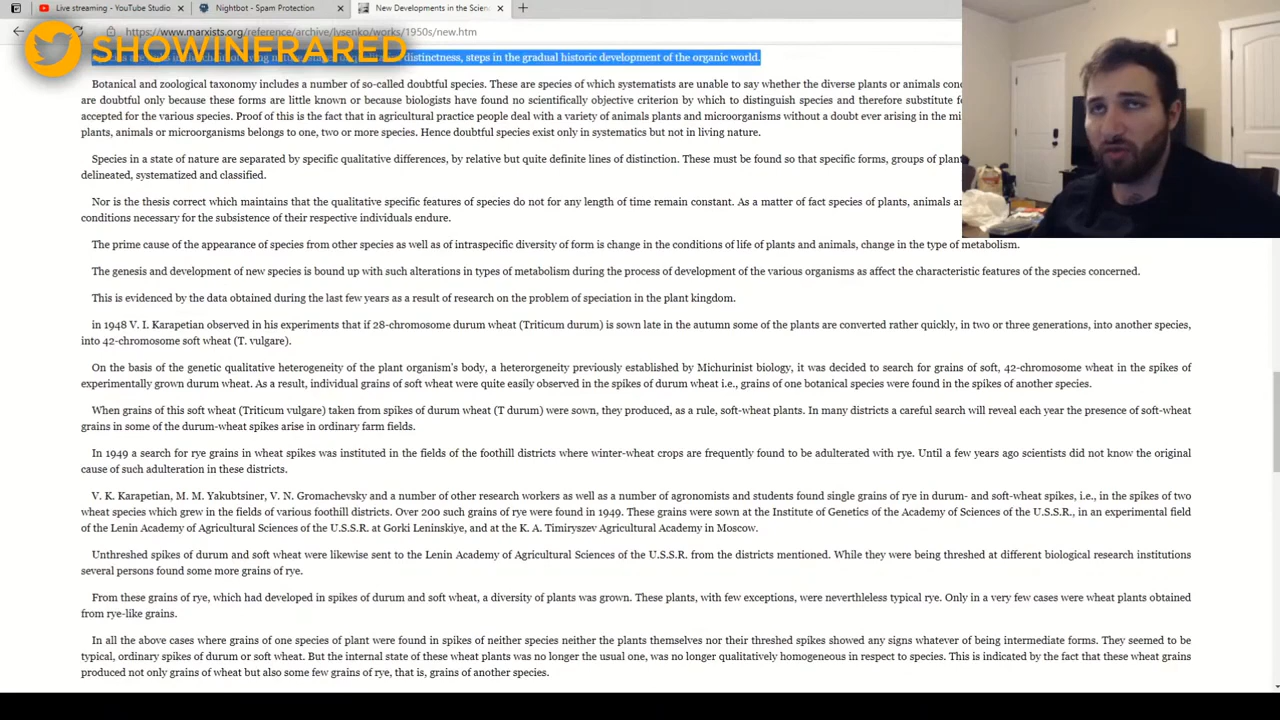 Live streaming - YouTube Studio
Nightbot - Spam Protection
New Developments in the Scien
https://www.marxists.org/reference/archive/lysenko/works/1950s/new.htm
SHOWINFRARED
distinctness, steps in the gradual historic development of the organic world.
Botanical and zoological taxonomy includes a number of so-called doubtful species. These are species of which systematists are unable to say whether the diverse plants or animals
are doubtful only because these forms are little known or because biologists have found no scientifically objective criterion by which to distinguish species and therefore substitute
accepted for the various species. Proof of this is the fact that in agricultural practice people deal with a variety of animals plants and microorganisms without a doubt ever arising in the
plants, animals or microorganisms belongs to one, two or more species. Hence doubtful species exist only in systematics but not in living nature.
Species in a state of nature are separated by specific qualitative differences, by relative but quite definite lines of distinction. These must be found so that specific forms, groups of
delineated, systematized and classified.
Nor is the thesis correct which maintains that the qualitative specific features of species do not for any length of time remain constant. As a matter of fact species of plants, animals
conditions necessary for the subsistence of their respective individuals endure.
The prime cause of the appearance of species from other species as well as of intraspecific diversity of form is change in the conditions of life of plants and animals, change in the type of metabolism.
The genesis and development of new species is bound up with such alterations in types of metabolism during the process of development of the various organisms as affect the characteristic features of the species concerned.
This is evidenced by the data obtained during the last few years as a result of research on the problem of speciation in the plant kingdom.
in 1948 V. I. Karapetian observed in his experiments that if 28-chromosome durum wheat (Triticum durum) is sown late in the autumn some of the plants are converted rather quickly, in two or three generations, into another species,
into 42-chromosome soft wheat (T. vulgare).
On the basis of the genetic qualitative heterogeneity of the plant organism's body, a heterorgeneity previously established by Michurinist biology, it was decided to search for grains of soft, 42-chromosome wheat in the spikes of
experimentally grown durum wheat. As a result, individual grains of soft wheat were quite easily observed in the spikes of durum wheat i.e., grains of one botanical species were found in the spikes of another species.
When grains of this soft wheat (Triticum vulgare) taken from spikes of durum wheat (T durum) were sown, they produced, as a rule, soft-wheat plants. In many districts a careful search will reveal each year the presence of soft-wheat
grains in some of the durum-wheat spikes arise in ordinary farm fields.
In 1949 a search for rye grains in wheat spikes was instituted in the fields of the foothill districts where winter-wheat crops are frequently found to be adulterated with rye. Until a few years ago scientists did not know the original
cause of such adulteration in these districts.
V. K. Karapetian, M. M. Yakubtsiner, V. N. Gromachevsky and a number of other research workers as well as a number of agronomists and students found single grains of rye in durum- and soft-wheat spikes, i.e., in the spikes of two
wheat species which grew in the fields of various foothill districts. Over 200 such grains of rye were found in 1949. These grains were sown at the Institute of Genetics of the Academy of Sciences of the U.S.S.R., in an experimental field
of the Lenin Academy of Agricultural Sciences of the U.S.S.R. at Gorki Leninskiye, and at the K. A. Timiryszev Agricultural Academy in Moscow.
Unthreshed spikes of durum and soft wheat were likewise sent to the Lenin Academy of Agricultural Sciences of the U.S.S.R. from the districts mentioned. While they were being threshed at different biological research institutions
several persons found some more grains of rye.
From these grains of rye, which had developed in spikes of durum and soft wheat, a diversity of plants was grown. These plants, with few exceptions, were neverthleless typical rye. Only in a very few cases were wheat plants obtained
from rye-like grains.
In all the above cases where grains of one species of plant were found in spikes of neither species neither the plants themselves nor their threshed spikes showed any signs whatever of being intermediate forms. They seemed to be
typical, ordinary spikes of durum or soft wheat. But the internal state of these wheat plants was no longer the usual one, was no longer qualitatively homogeneous in respect to species. This is indicated by the fact that these wheat grains
produced not only grains of wheat but also some few grains of rye, that is, grains of another species.